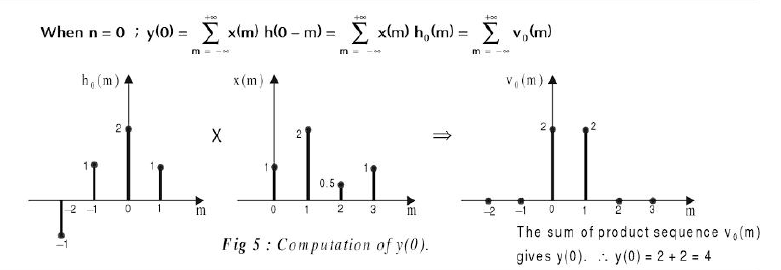 When n = 0 ; y(0) = +∞ ∑ m = −∞ x(m) h(0 − m) = +∞ ∑ m = −∞ x(m) h₀(m) = +∞ ∑ m = −∞ v₀(m)
h₀(m)
2
1
1
−2 −1 0 1 m
−1
X
x(m)
1
2
0.5
1
0 1 2 3 m
⇒
v₀(m)
2
2
−2 −1 0 1 2 3 m
Fig 5 : Computation of y(0).
The sum of product sequence v₀(m)
gives y(0). ∴ y(0) = 2 + 2 = 4